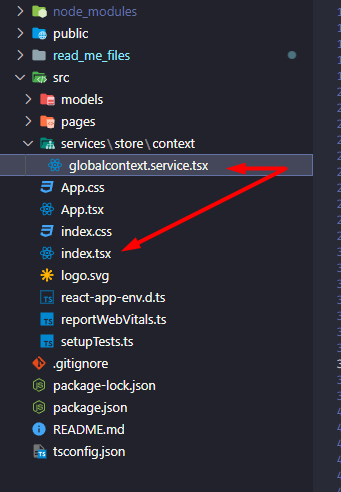 node_modules
public
read_me_files
src
models
pages
services\store\context
globalcontext.service.tsx
App.css
App.tsx
index.css
index.tsx
logo.svg
react-app-env.d.ts
reportWebVitals.ts
setupTests.ts
.gitignore
package-lock.json
package.json
README.md
tsconfig.json